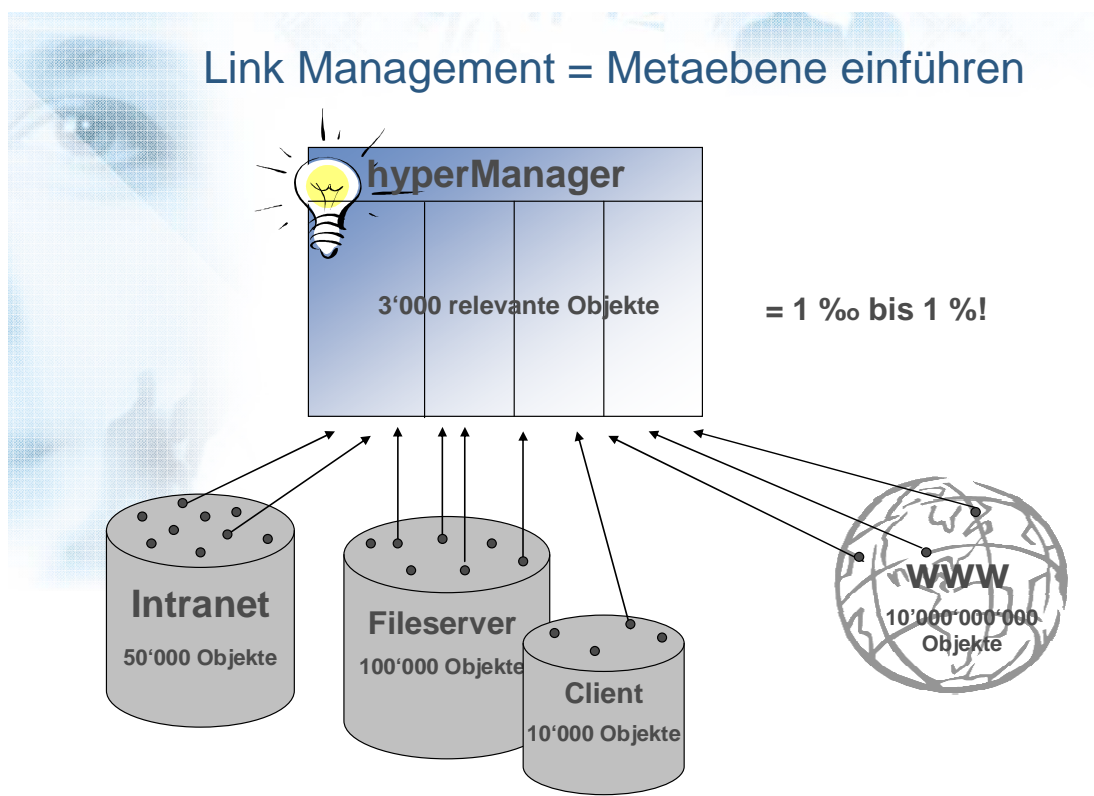 Link Management = Metaebene einführen
hyperManager
3‘000 relevante Objekte
= 1 ‰ bis 1 %!
Intranet
50‘000 Objekte
Fileserver
100‘000 Objekte
Client
10‘000 Objekte
WWW
10’000‘000‘000
Objekte